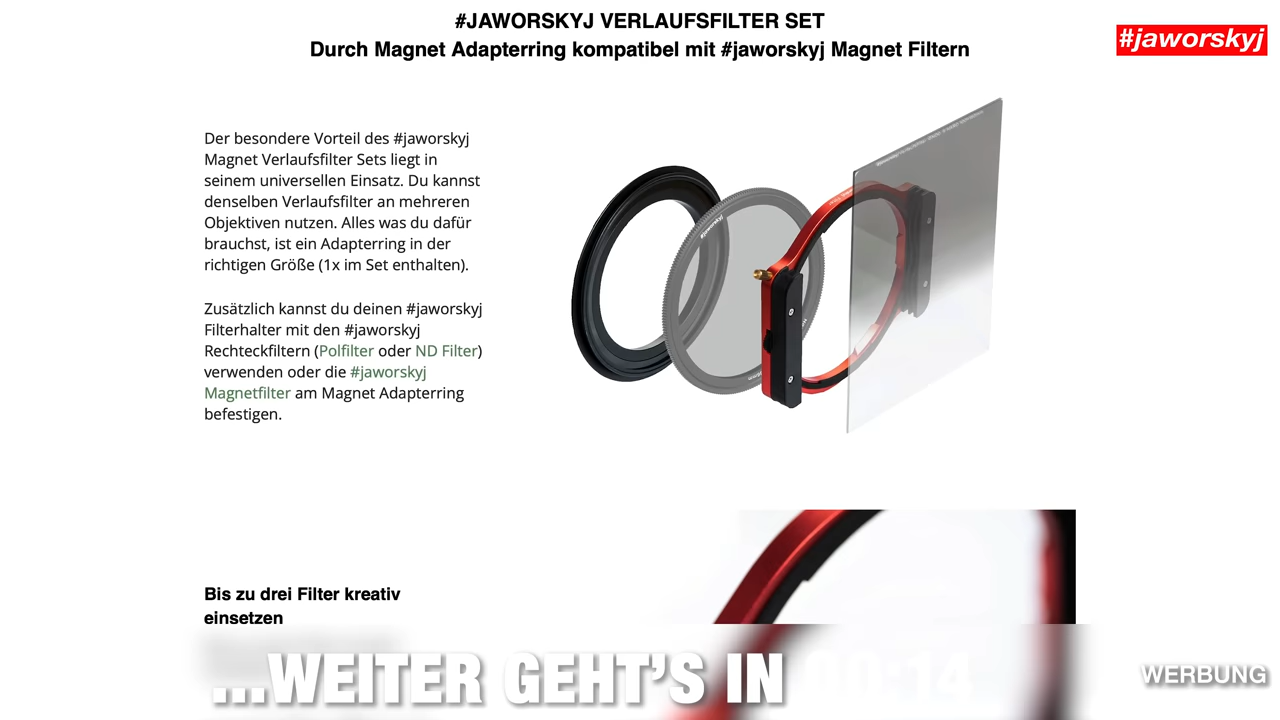 #JAWORSKYJ VERLAUFSFILTER SET
Durch Magnet Adapterring kompatibel mit #jaworskyj Magnet Filtern
#jaworskyj
Der besondere Vorteil des #jaworskyj
Magnet Verlaufsfilter Sets liegt in
seinem universellen Einsatz. Du kannst
denselben Verlaufsfilter an mehreren
Objektiven nutzen. Alles was du dafür
brauchst, ist ein Adapterring in der
richtigen Größe (1x im Set enthalten).
Zusätzlich kannst du deinen #jaworskyj
Filterhalter mit den #jaworskyj
Rechteckfiltern (Polfilter oder ND Filter)
verwenden oder die #jaworskyj
Magnetfilter am Magnet Adapterring
befestigen.
Bis zu drei Filter kreativ
einsetzen
...WEITER GEHT'S IN 00:14
WERBUNG